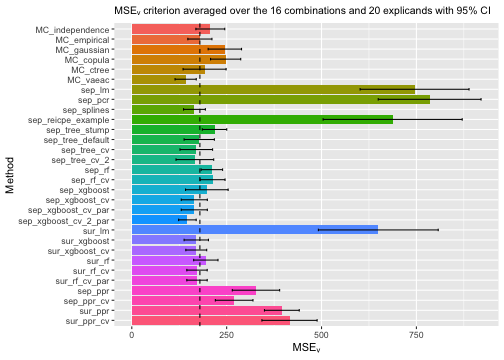 MSEᵥ criterion averaged over the 16 combinations and 20 explicands with 95% CI
MC_independence
MC_empirical
MC_gaussian
MC_copula
MC_ctree
MC_vaeac
sep_lm
sep_pcr
sep_splines
sep_reicpe_example
sep_tree_stump
sep_tree_default
sep_tree_cv
sep_tree_cv_2
sep_rf
sep_rf_cv
sep_xgboost
sep_xgboost_cv
sep_xgboost_cv_par
sep_xgboost_cv_2_par
sur_lm
sur_xgboost
sur_xgboost_cv
sur_rf
sur_rf_cv
sur_rf_cv_par
sep_ppr
sep_ppr_cv
sur_ppr
sur_ppr_cv
Method
0 250 500 750
MSEᵥ